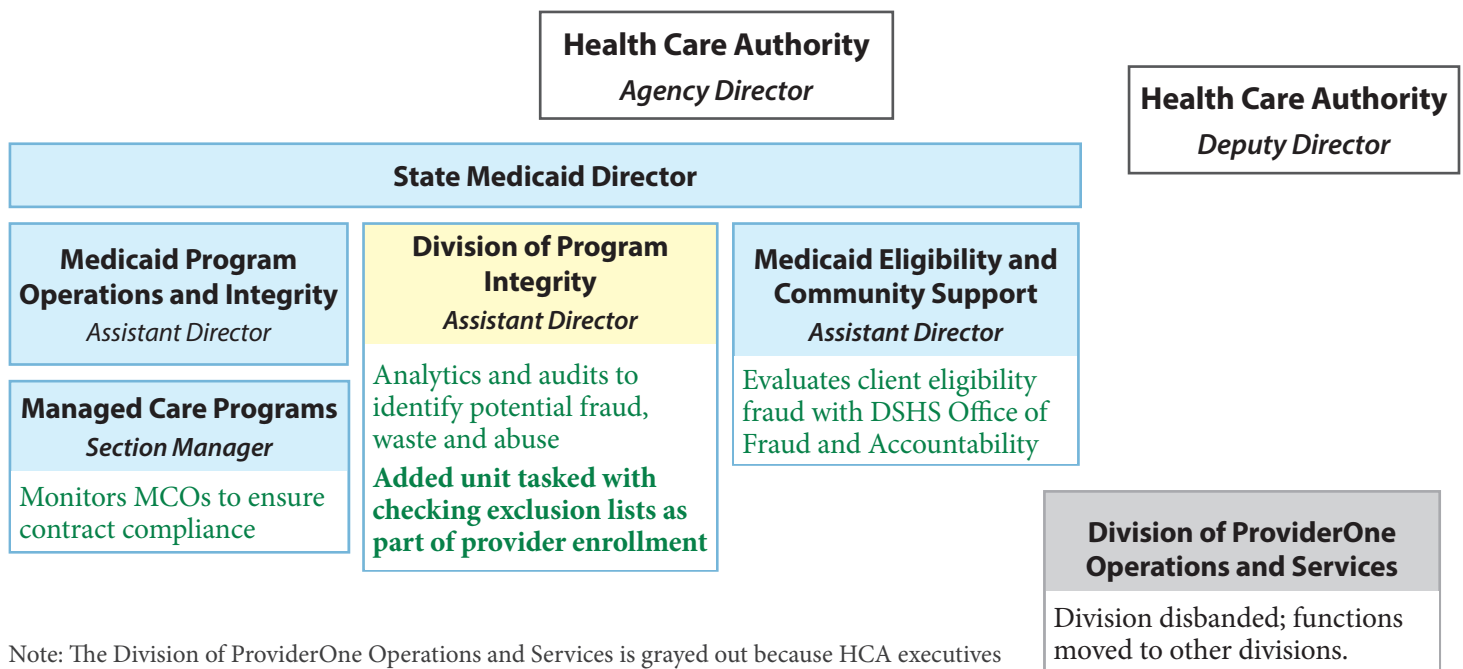 Health Care Authority
Agency Director
Health Care Authority
Deputy Director
State Medicaid Director
Medicaid Program
Operations and Integrity
Assistant Director
Managed Care Programs
Section Manager
Monitors MCOs to ensure
contract compliance
Division of Program
Integrity
Assistant Director
Analytics and audits to
identify potential fraud,
waste and abuse
Added unit tasked with
checking exclusion lists as
part of provider enrollment
Medicaid Eligibility and
Community Support
Assistant Director
Evaluates client eligibility
fraud with DSHS Office of
Fraud and Accountability
Division of ProviderOne
Operations and Services
Division disbanded; functions
moved to other divisions.
Note: The Division of ProviderOne Operations and Services is grayed out because HCA executives